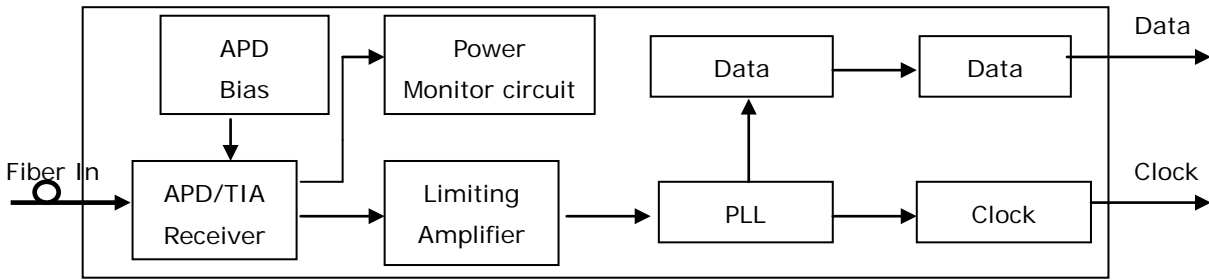 APD
Bias
Power
Monitor circuit
Data
Data
Data
Fiber In
APD/TIA
Receiver
Limiting
Amplifier
PLL
Clock
Clock